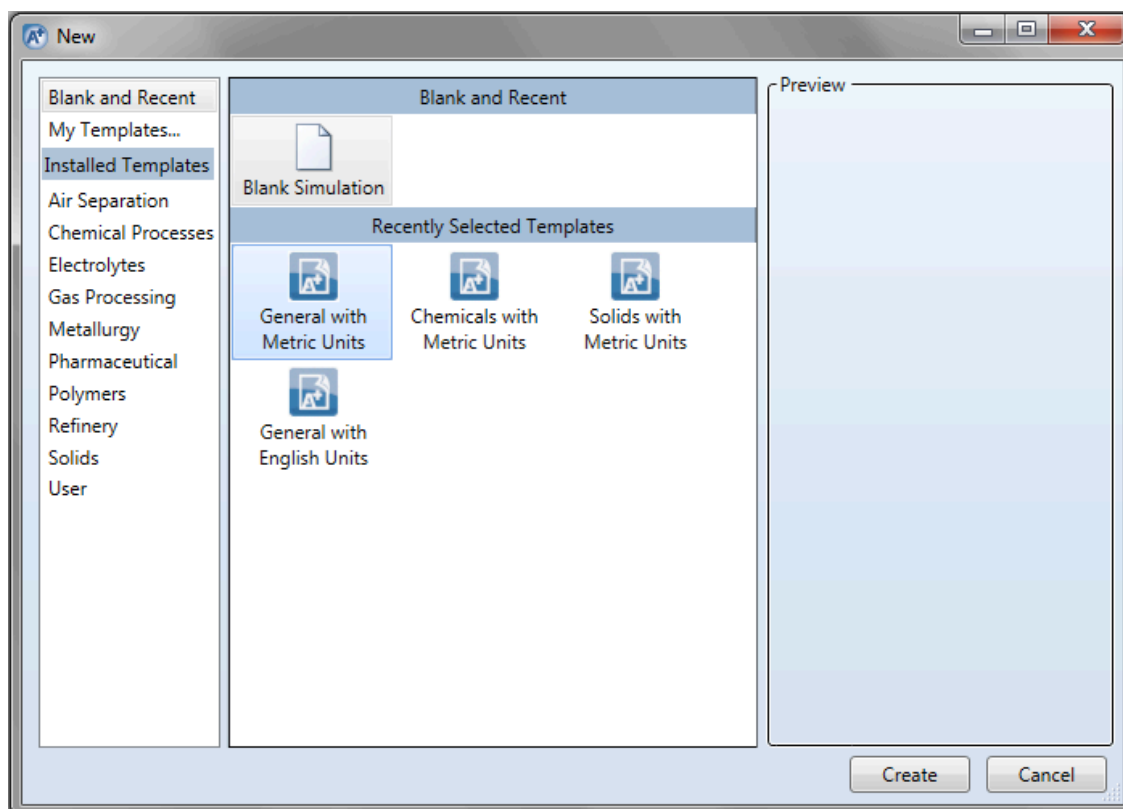 New
Blank and Recent
My Templates...
Installed Templates
Air Separation
Chemical Processes
Electrolytes
Gas Processing
Metallurgy
Pharmaceutical
Polymers
Refinery
Solids
User
Blank and Recent
Blank Simulation
Recently Selected Templates
General with
Metric Units
Chemicals with
Metric Units
Solids with
Metric Units
General with
English Units
Preview
Create
Cancel